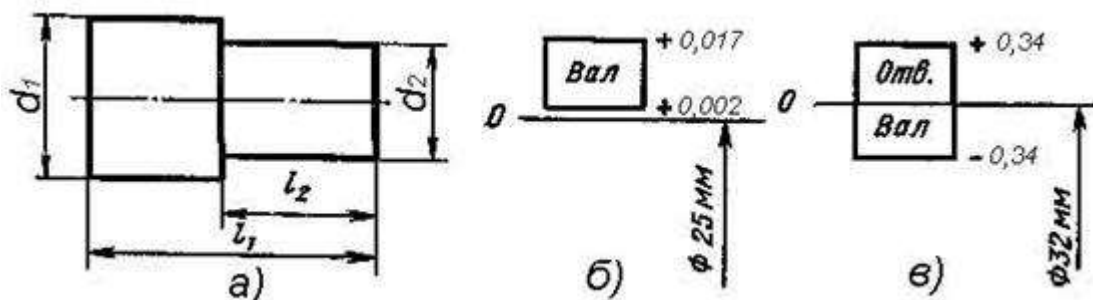 d₁
d₂
l₂
l₁
а)
Вал
+ 0,017
+ 0,002
0
ф 25 мм
б)
Отв.
Вал
+ 0,34
- 0,34
0
ф32 мм
в)